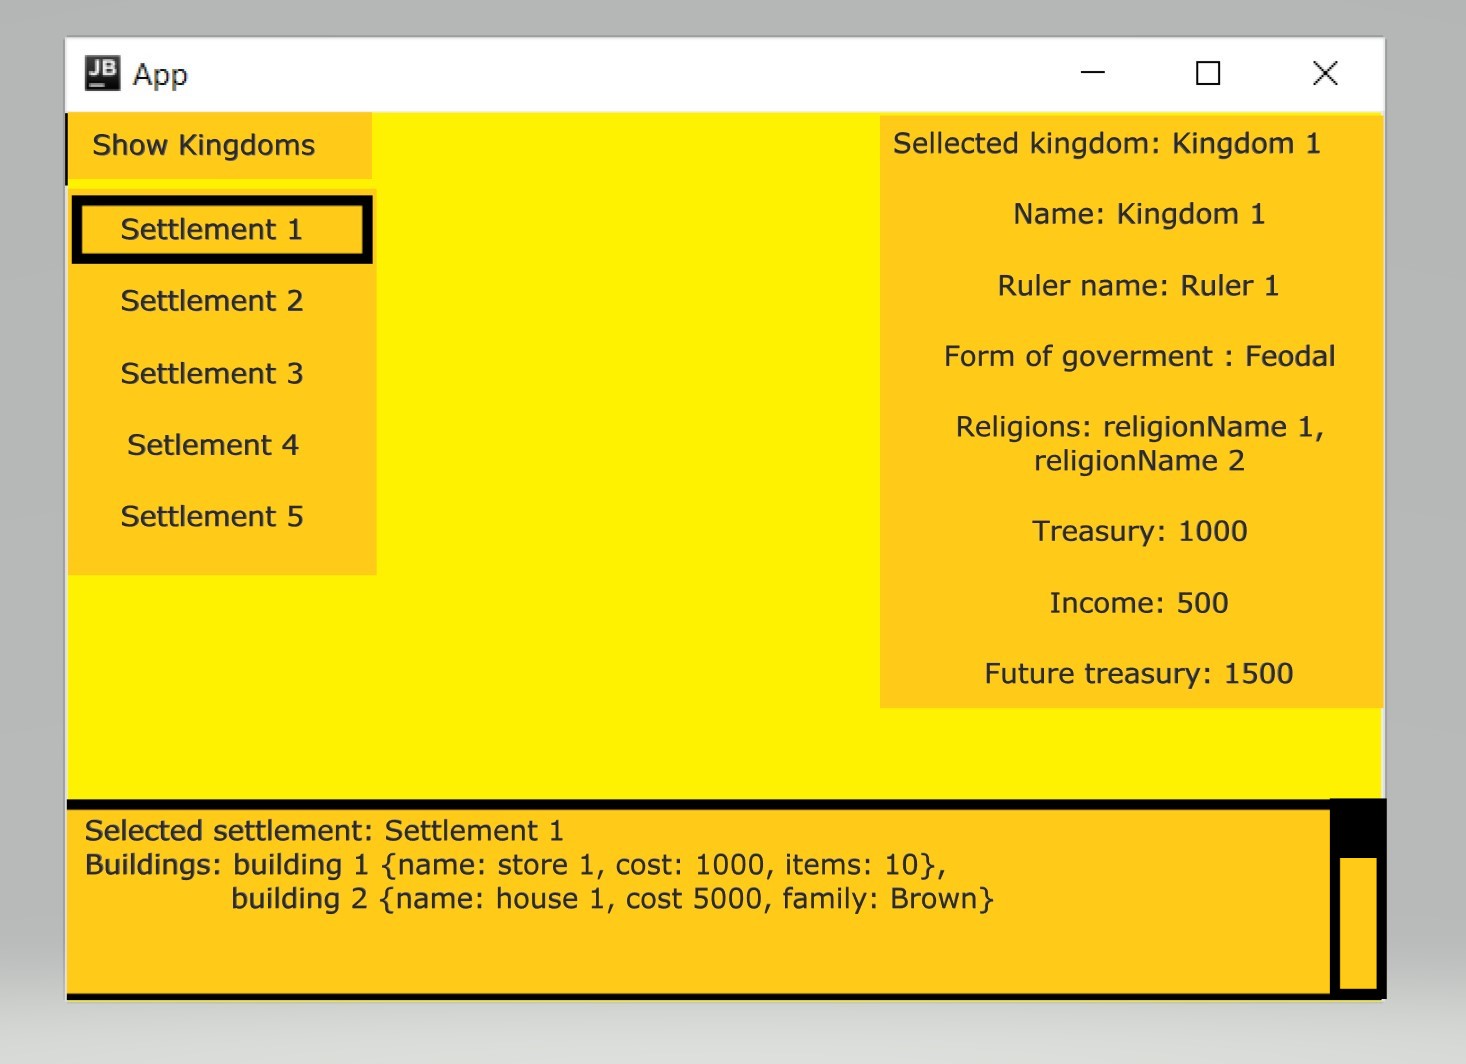 JB App
Show Kingdoms
Settlement 1
Settlement 2
Settlement 3
Setlement 4
Settlement 5
Sellected kingdom: Kingdom 1
Name: Kingdom 1
Ruler name: Ruler 1
Form of goverment : Feodal
Religions: religionName 1,
religionName 2
Treasury: 1000
Income: 500
Future treasury: 1500
Selected settlement: Settlement 1
Buildings: building 1 {name: store 1, cost: 1000, items: 10},
building 2 {name: house 1, cost 5000, family: Brown}